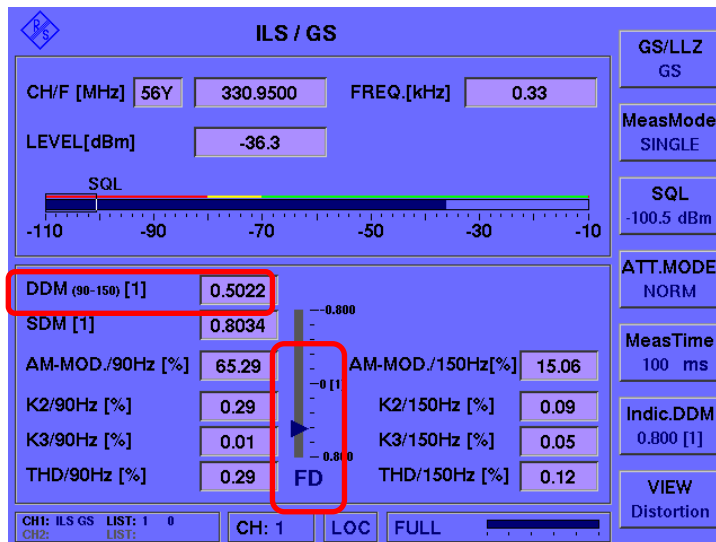 R/S
ILS / GS
CH/F [MHz] 56Y 330.9500 FREQ.[kHz] 0.33
LEVEL[dBm] -36.3
SQL
-110 -90 -70 -50 -30 -10
DDM (90-150) [1] 0.5022
SDM [1] 0.8034
AM-MOD./90Hz [%] 65.29
K2/90Hz [%] 0.29
K3/90Hz [%] 0.01
THD/90Hz [%] 0.29
-0.800
0 [1]
0.800
FD
AM-MOD./150Hz[%] 15.06
K2/150Hz [%] 0.09
K3/150Hz [%] 0.05
THD/150Hz [%] 0.12
CH1: ILS GS LIST: 1 0
CH2: LIST:
CH: 1
LOC
FULL
GS/LLZ
GS
MeasMode
SINGLE
SQL
-100.5 dBm
ATT.MODE
NORM
MeasTime
100 ms
Indic.DDM
0.800 [1]
VIEW
Distortion